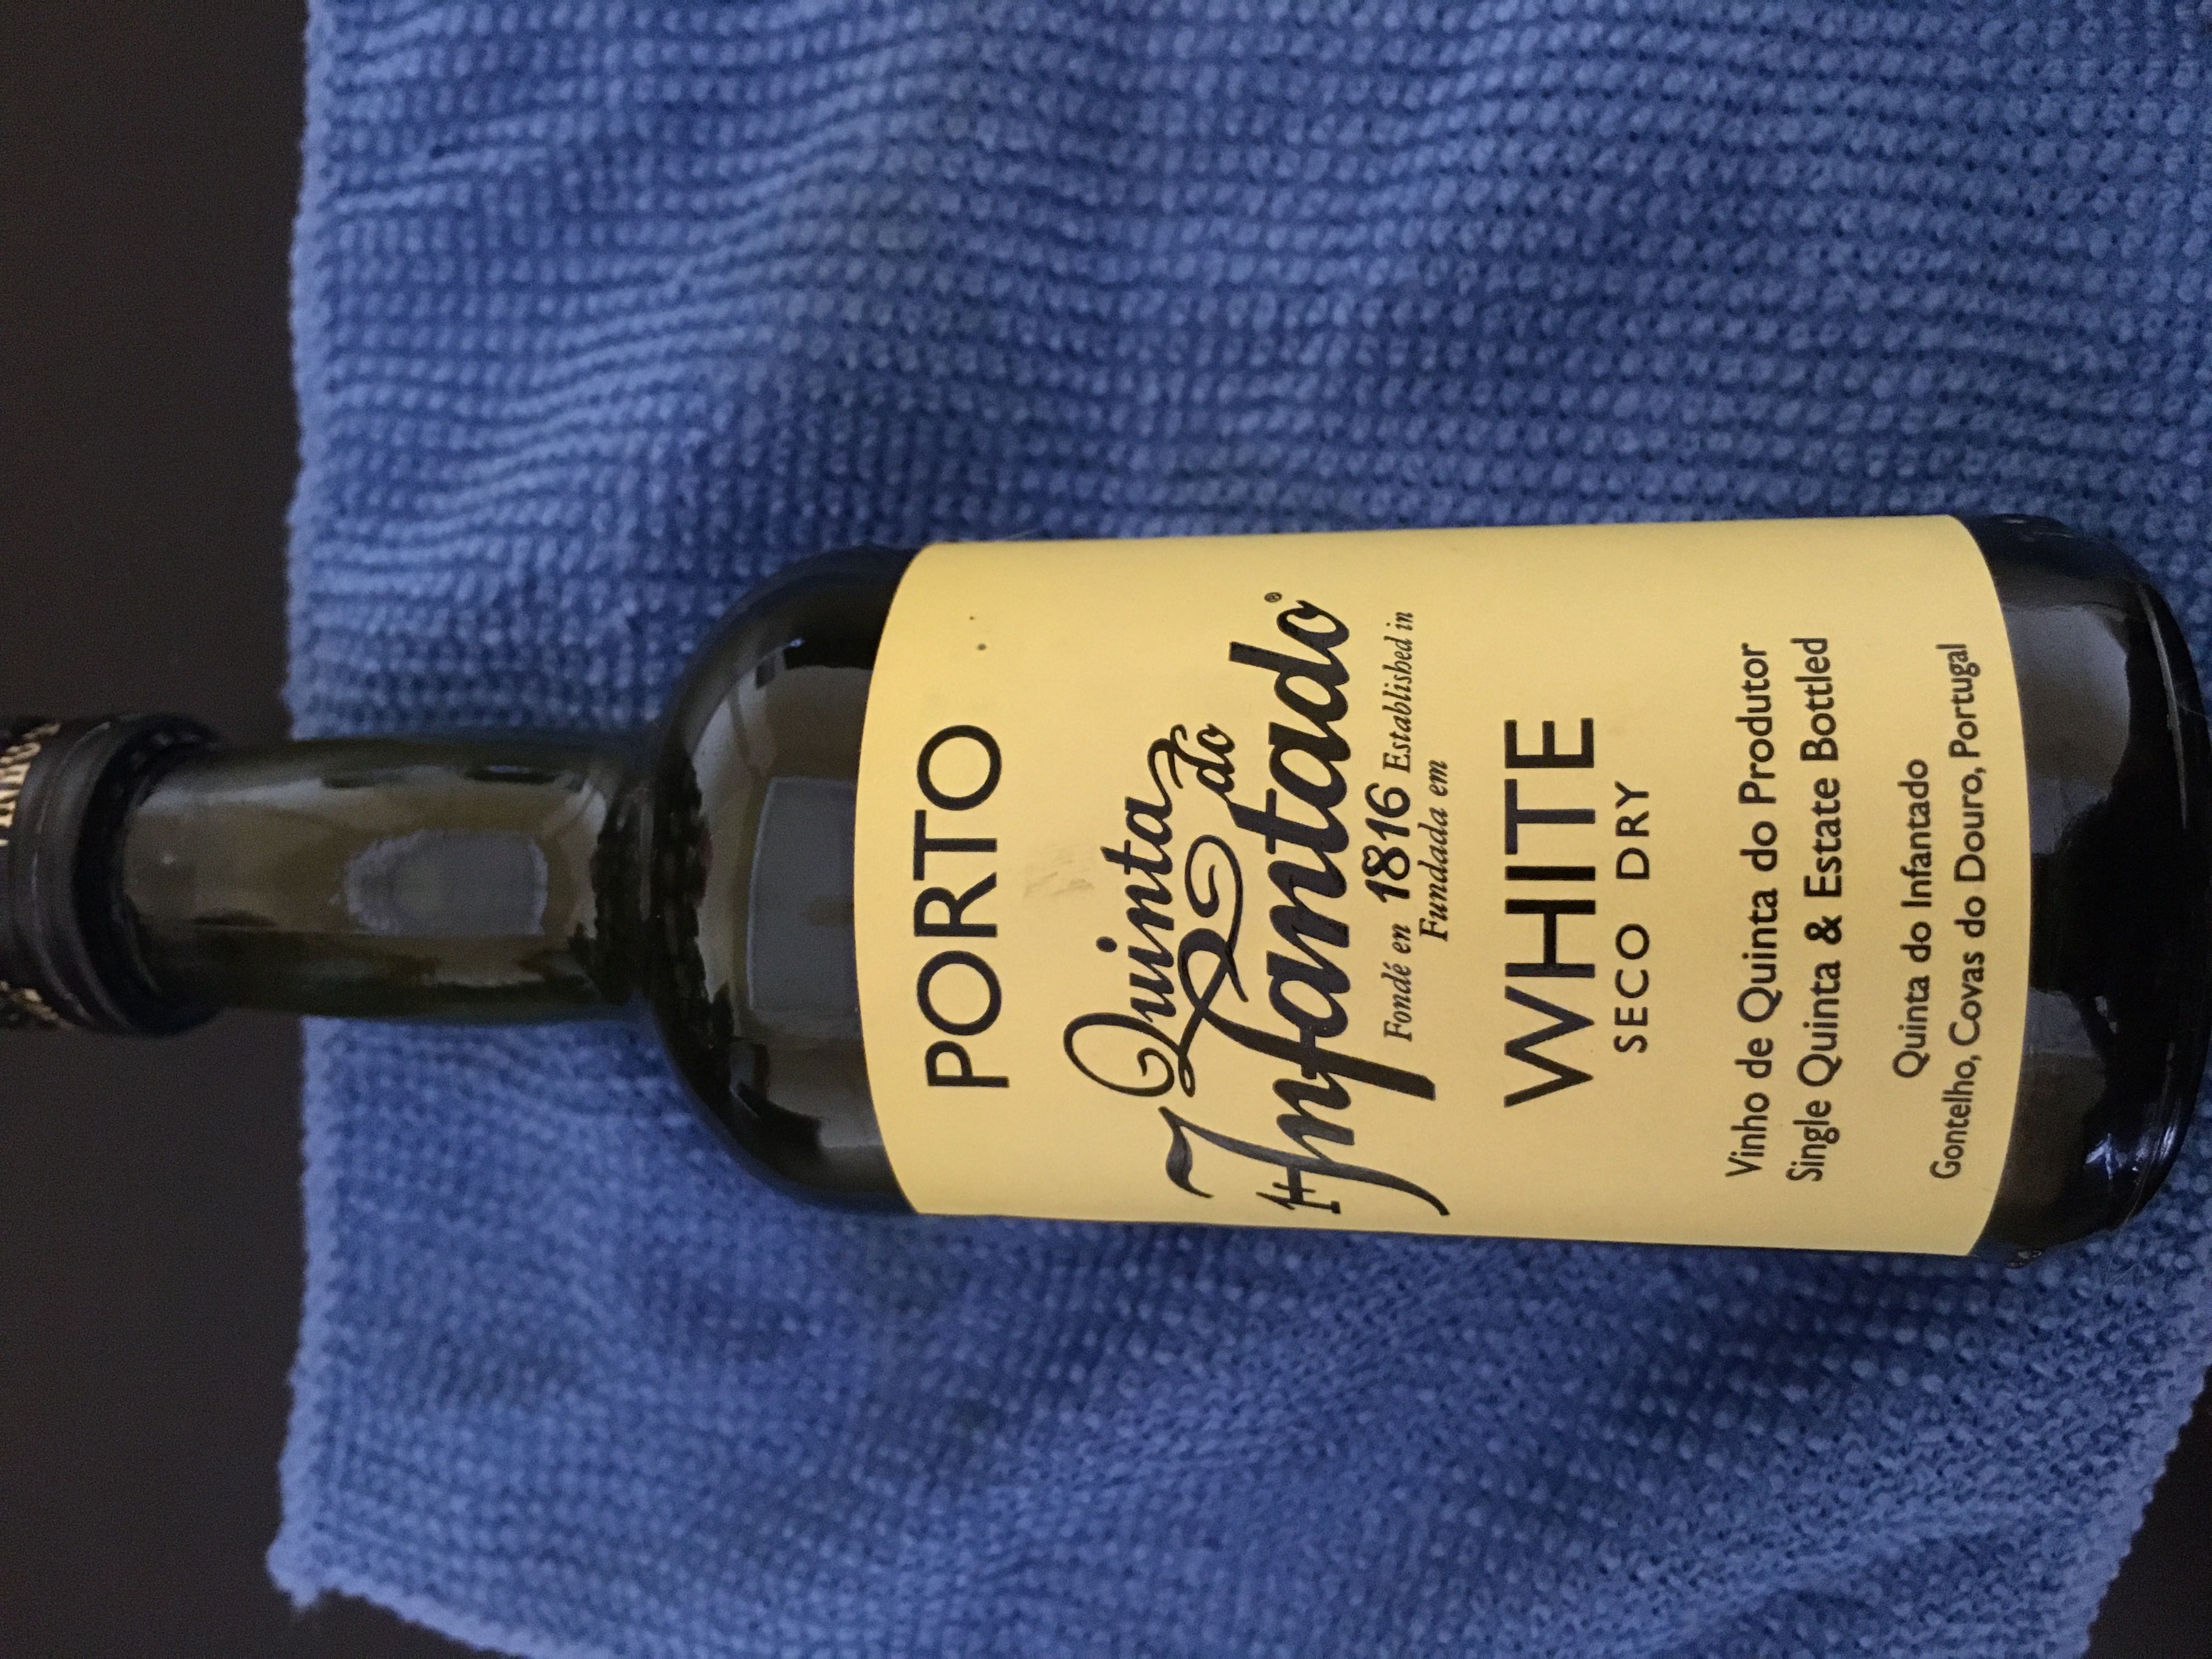 PORTO
Quinta
do
Infantado®
Fondé en 1816 Established in
Fundada em
WHITE
SECO DRY
Vinho de Quinta do Produtor
Single Quinta & Estate Bottled
Quinta do Infantado
Gontelho, Covas do Douro, Portugal